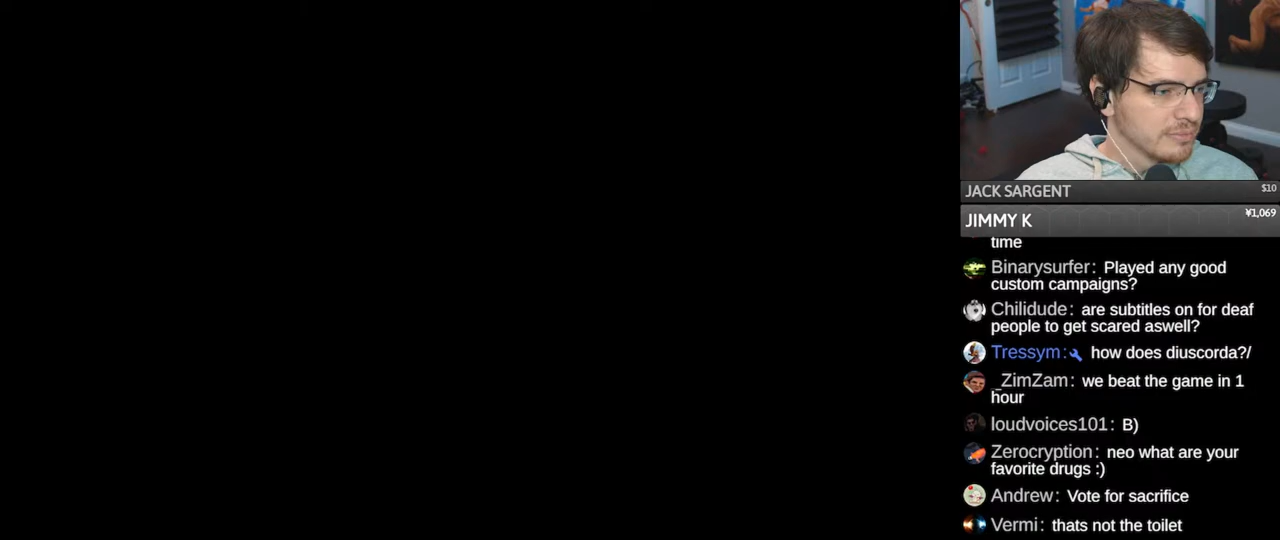 JACK SARGENT $10
JIMMY K ¥1,069
time
Binarysurfer: Played any good
custom campaigns?
Chilidude: are subtitles on for deaf
people to get scared aswell?
Tressym: how does diuscorda?/
_ZimZam: we beat the game in 1
hour
loudvoices101: B)
Zerocryption: neo what are your
favorite drugs :)
Andrew: Vote for sacrifice
Vermi: thats not the toilet